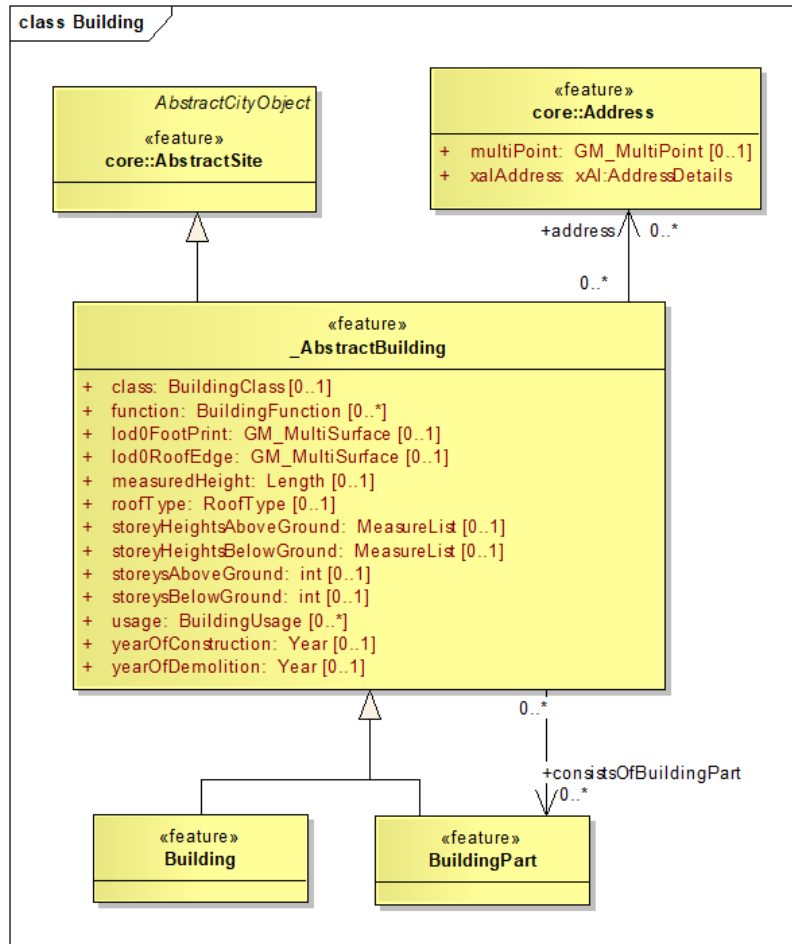 class Building
AbstractCityObject
«feature»
core::AbstractSite
«feature»
core::Address
+ multiPoint: GM_MultiPoint [0..1]
+ xalAddress: xAl:AddressDetails
+address 0..*
0..*
«feature»
_AbstractBuilding
+ class: BuildingClass [0..1]
+ function: BuildingFunction [0..*]
+ lod0FootPrint: GM_MultiSurface [0..1]
+ lod0RoofEdge: GM_MultiSurface [0..1]
+ measuredHeight: Length [0..1]
+ roofType: RoofType [0..1]
+ storeyHeightsAboveGround: MeasureList [0..1]
+ storeyHeightsBelowGround: MeasureList [0..1]
+ storeysAboveGround: int [0..1]
+ storeysBelowGround: int [0..1]
+ usage: BuildingUsage [0..*]
+ yearOfConstruction: Year [0..1]
+ yearOfDemolition: Year [0..1]
0..*
+consistsOfBuildingPart
0..*
«feature»
Building
«feature»
BuildingPart